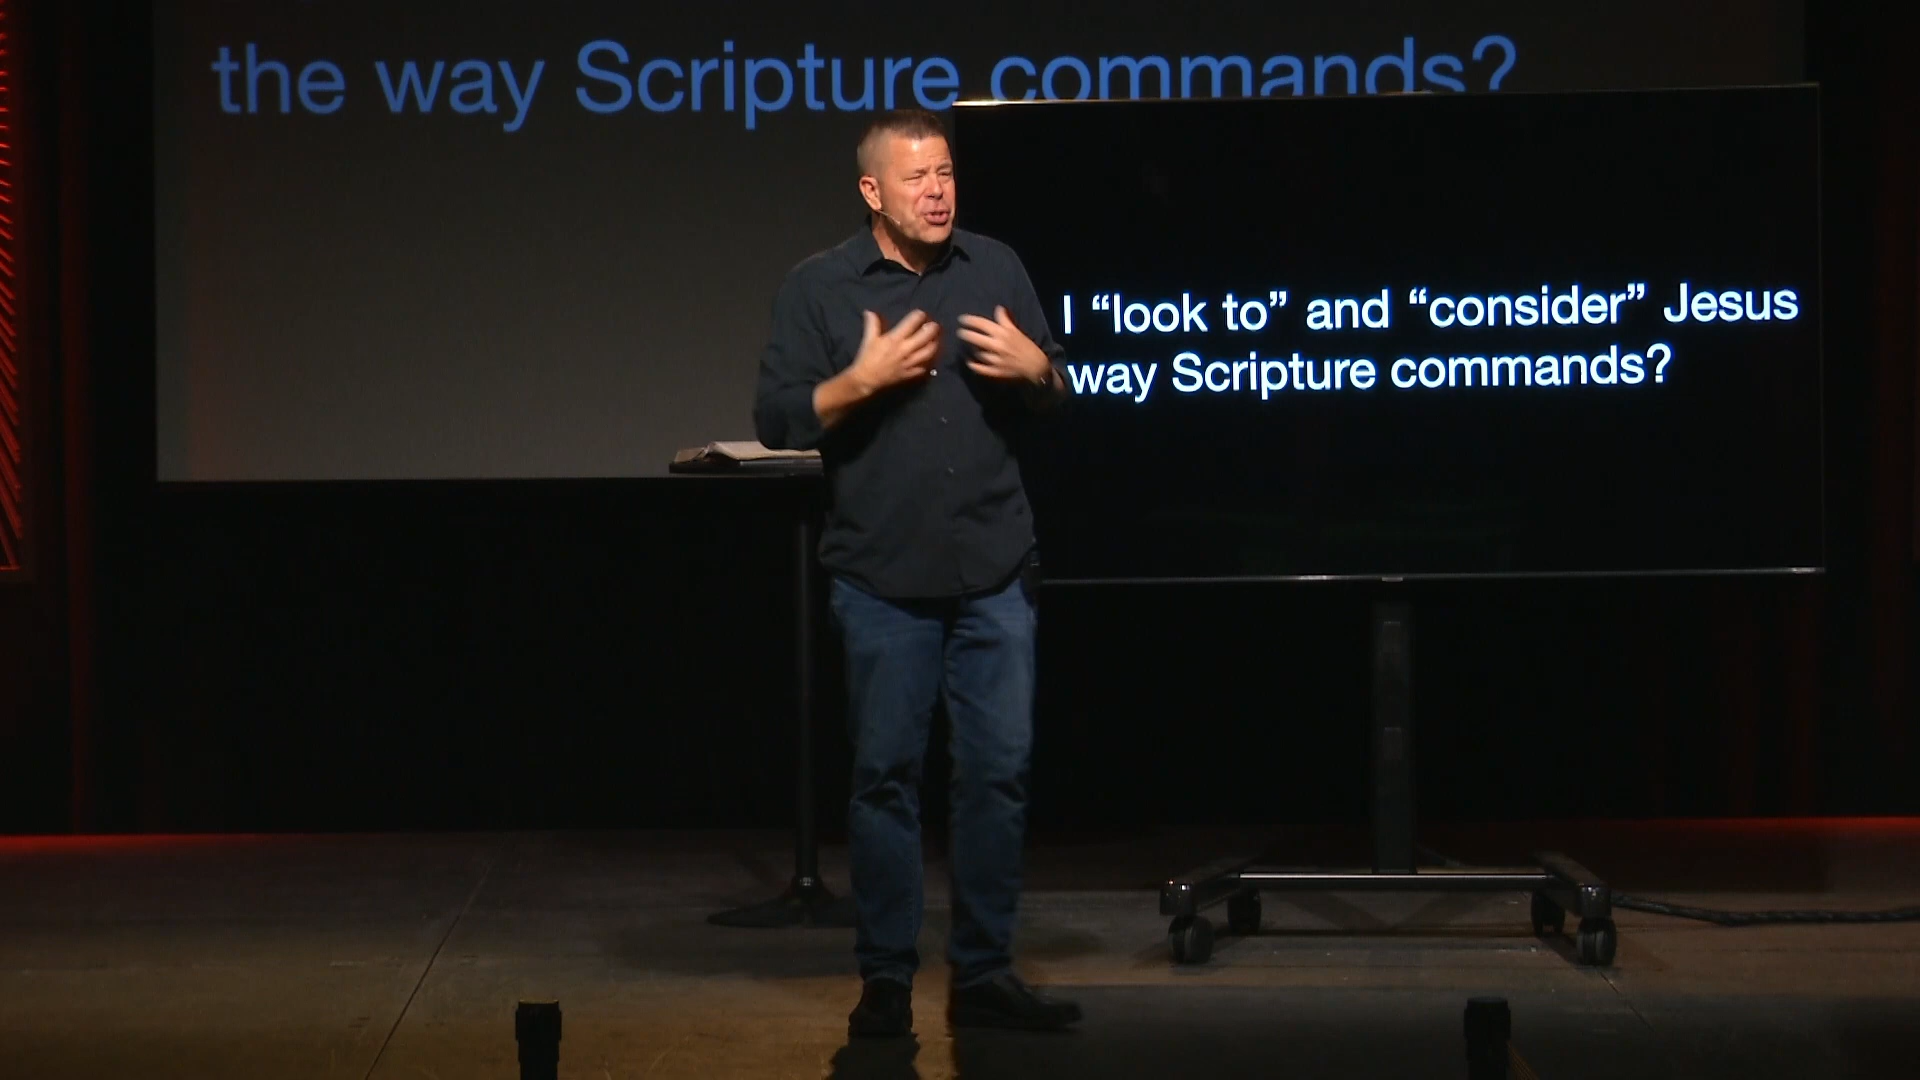 the way Scripture commands?
I “look to” and “consider” Jesus
way Scripture commands?